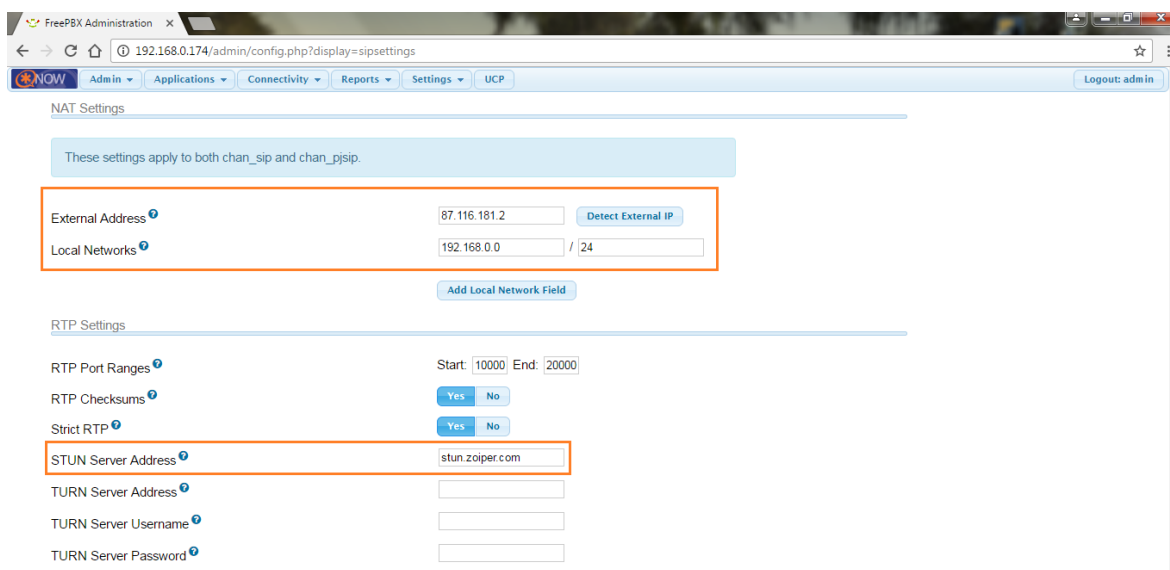 FreePBX Administration
192.168.0.174/admin/config.php?display=sipsettings
NOW Admin Applications Connectivity Reports Settings UCP Logout: admin
NAT Settings
These settings apply to both chan_sip and chan_pjsip.
External Address 87.116.181.2 Detect External IP
Local Networks 192.168.0.0 / 24
Add Local Network Field
RTP Settings
RTP Port Ranges Start: 10000 End: 20000
RTP Checksums Yes No
Strict RTP Yes No
STUN Server Address stun.zoiper.com
TURN Server Address
TURN Server Username
TURN Server Password